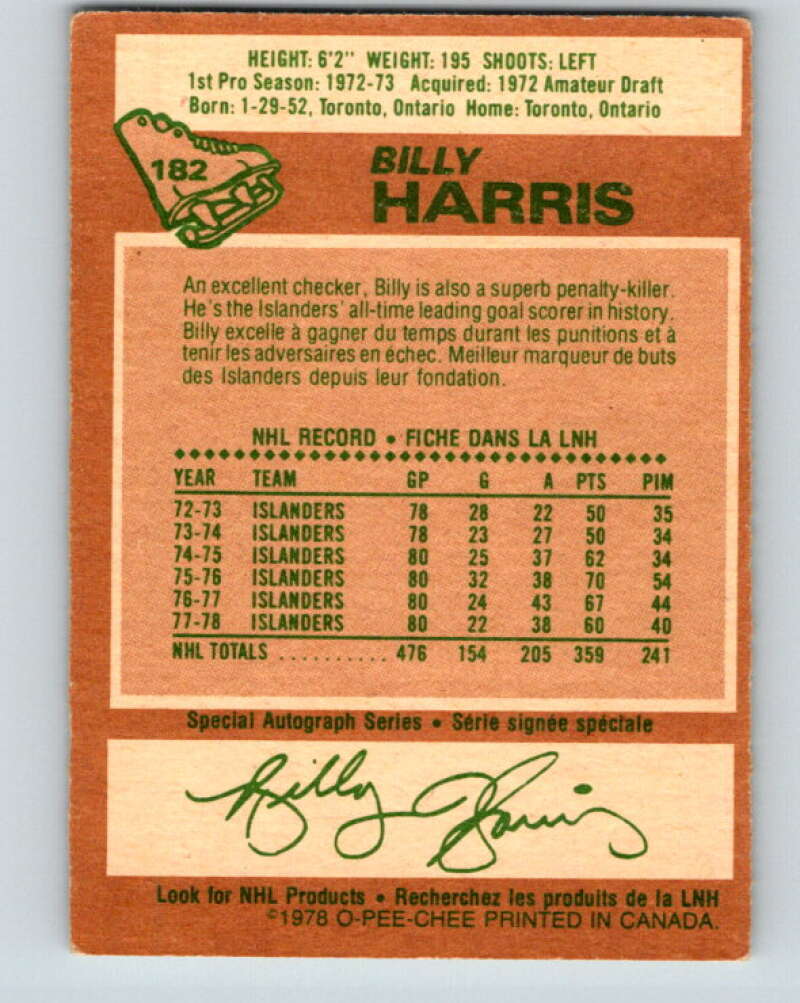 HEIGHT: 6'2" WEIGHT: 195 SHOOTS: LEFT
1st Pro Season: 1972-73 Acquired: 1972 Amateur Draft
Born: 1-29-52, Toronto, Ontario Home: Toronto, Ontario
182
BILLY
HARRIS
An excellent checker, Billy is also a superb penalty-killer.
He's the Islanders' all-time leading goal scorer in history.
Billy excelle à gagner du temps durant les punitions et à
tenir les adversaires en échec. Meilleur marqueur de buts
des Islanders depuis leur fondation.
NHL RECORD • FICHE DANS LA LNH
YEAR TEAM GP G A PTS PIM
72-73 ISLANDERS 78 28 22 50 35
73-74 ISLANDERS 78 23 27 50 34
74-75 ISLANDERS 80 25 37 62 34
75-76 ISLANDERS 80 32 38 70 54
76-77 ISLANDERS 80 24 43 67 44
77-78 ISLANDERS 80 22 38 60 40
NHL TOTALS .......... 476 154 205 359 241
Special Autograph Series • Série signée spéciale
Billy Harris
Look for NHL Products • Recherchez les produits de la LNH
©1978 O-PEE-CHEE PRINTED IN CANADA.